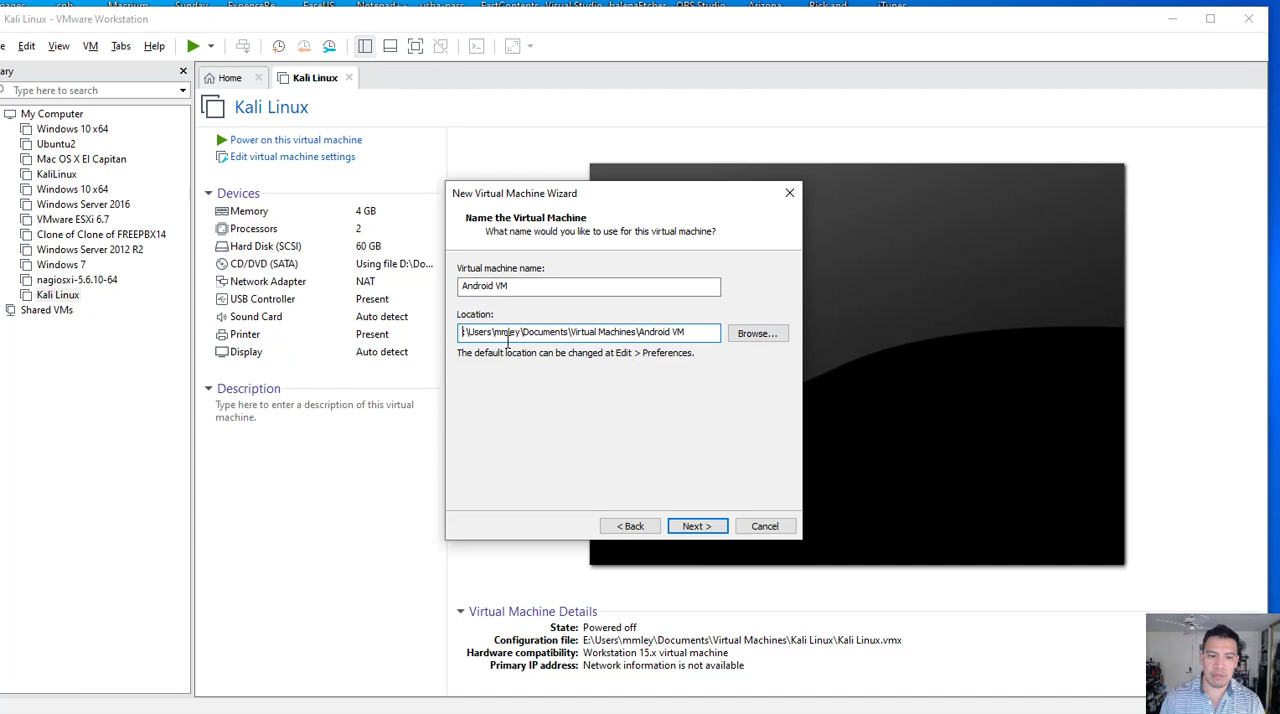 Kali Linux - VMware Workstation
Edit View VM Tabs Help
Type here to search
My Computer
Windows 10 x64
Ubuntu2
Mac OS X El Capitan
KaliLinux
Windows 10 x64
Windows Server 2016
VMware ESXi 6.7
Clone of Clone of FREEPBX14
Windows Server 2012 R2
Windows 7
nagiosxi-5.6.10-64
Kali Linux
Shared VMs
Home
Kali Linux
Kali Linux
Power on this virtual machine
Edit virtual machine settings
Devices
Memory 4 GB
Processors 2
Hard Disk (SCSI) 60 GB
CD/DVD (SATA) Using file D:\Do...
Network Adapter NAT
USB Controller Present
Sound Card Auto detect
Printer Present
Display Auto detect
Description
Type here to enter a description of this virtual
machine.
New Virtual Machine Wizard
Name the Virtual Machine
What name would you like to use for this virtual machine?
Virtual machine name:
Android VM
Location:
:\Users\mmley\Documents\Virtual Machines\Android VM
Browse...
The default location can be changed at Edit > Preferences.
< Back
Next >
Cancel
Virtual Machine Details
State: Powered off
Configuration file: E:\Users\mmley\Documents\Virtual Machines\Kali Linux\Kali Linux.vmx
Hardware compatibility: Workstation 15.x virtual machine
Primary IP address: Network information is not available